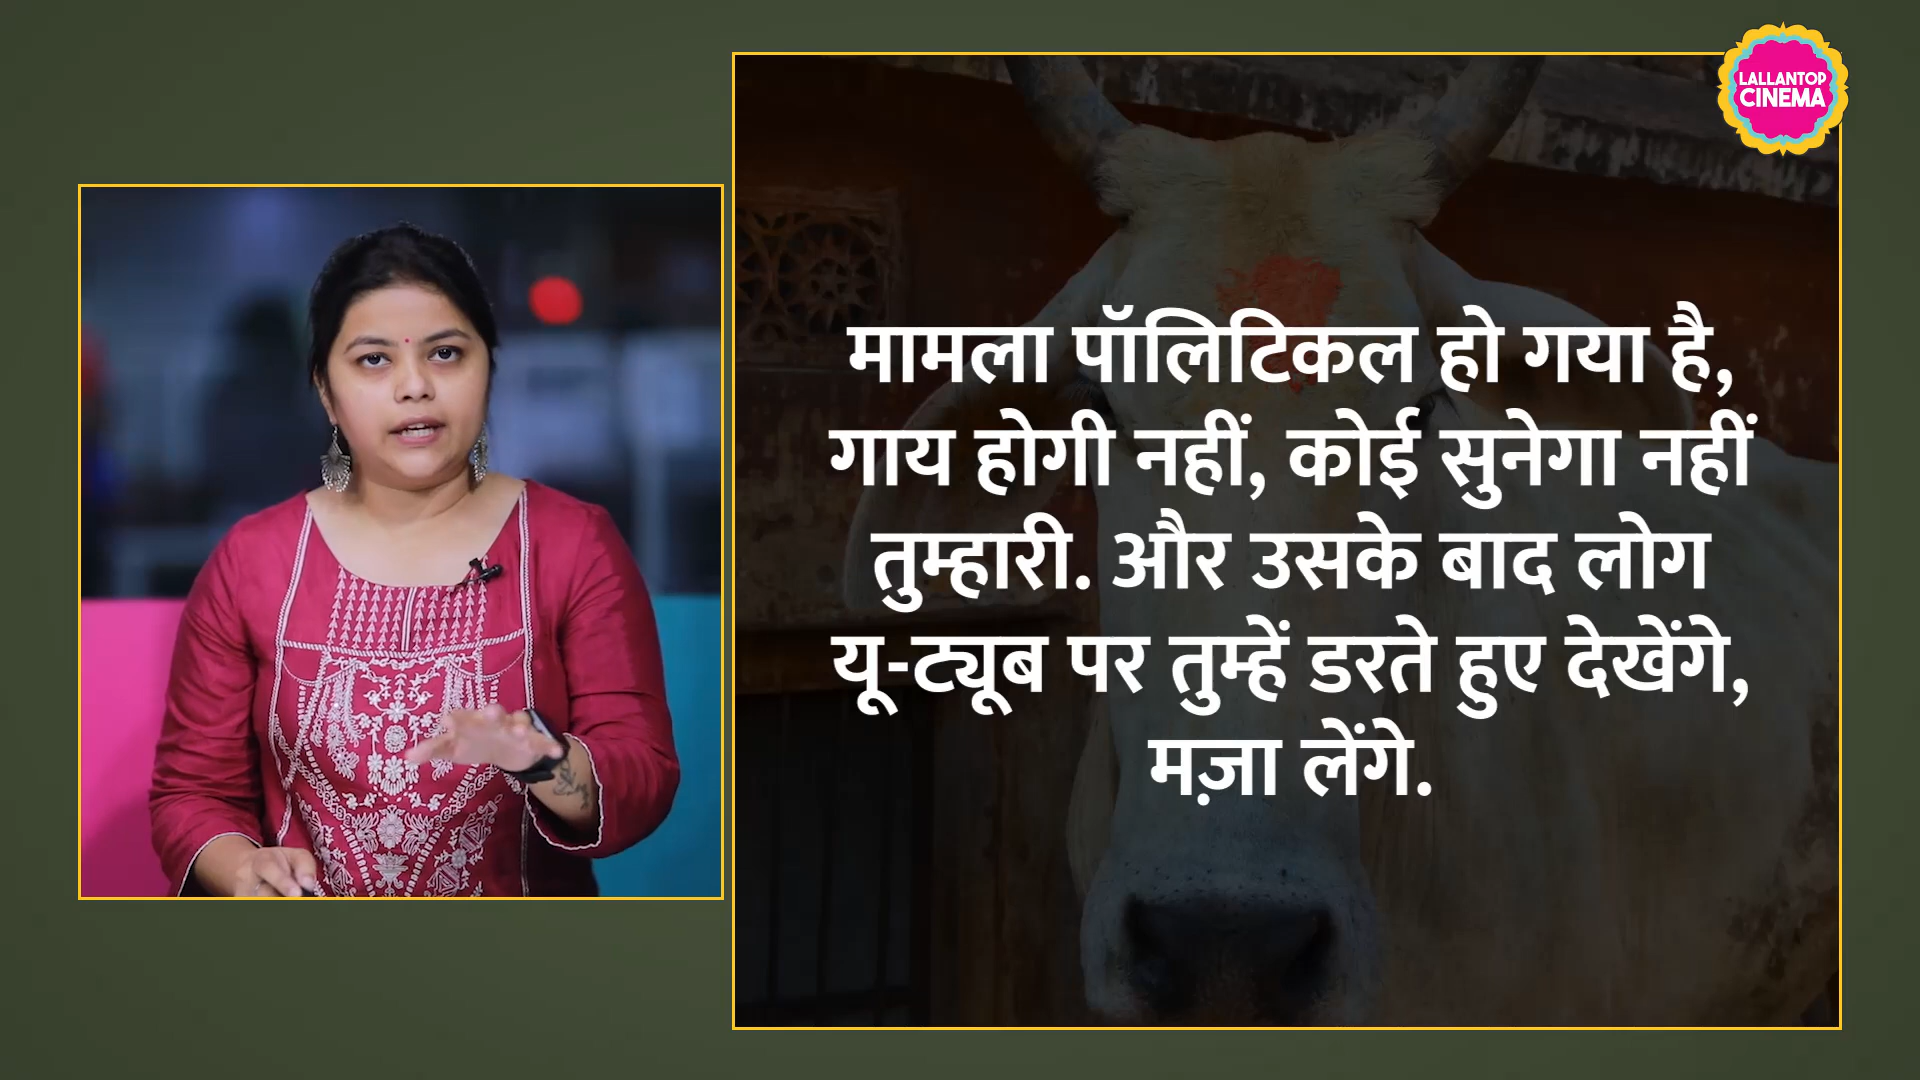 LALLANTOP
CINEMA
मामला पॉलिटिकल हो गया है,
गाय होगी नहीं, कोई सुनेगा नहीं
तुम्हारी. और उसके बाद लोग
यू-ट्यूब पर तुम्हें डरते हुए देखेंगे,
मज़ा लेंगे.